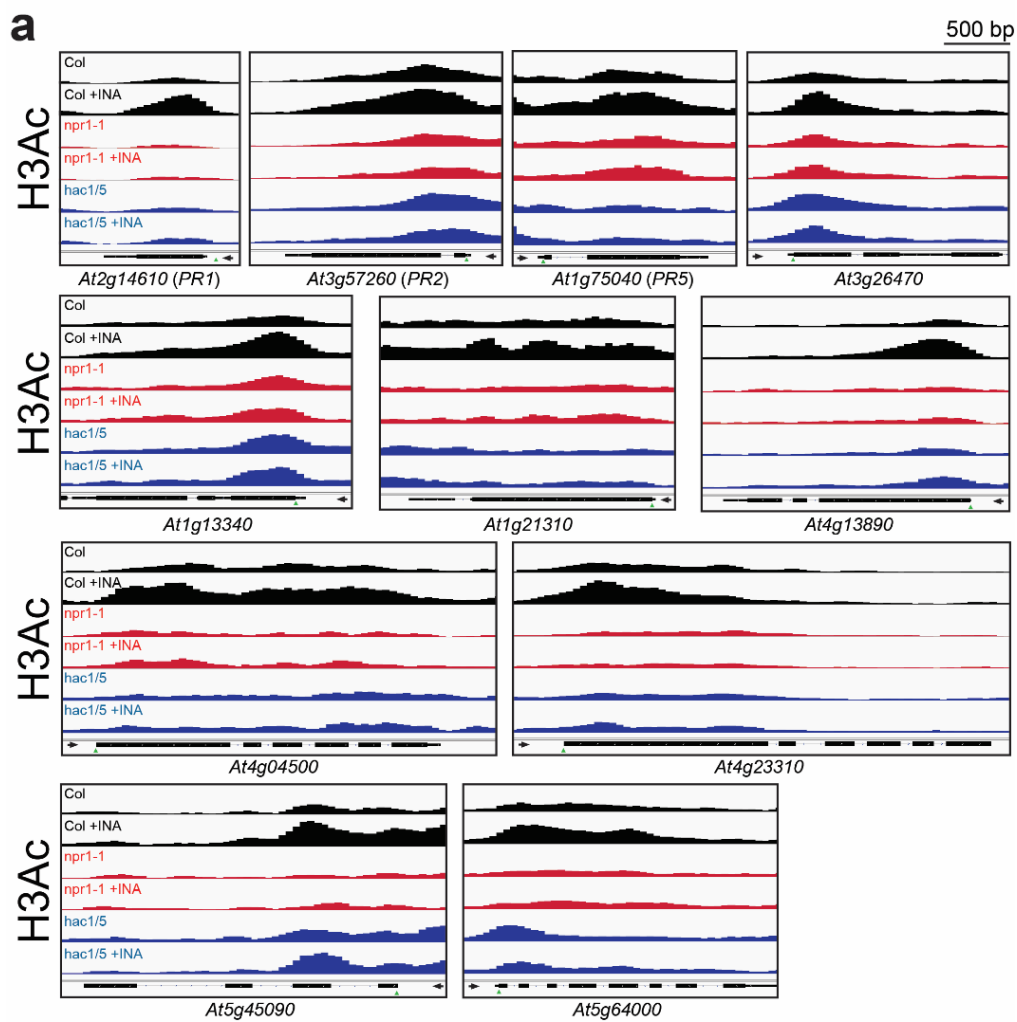 a
500 bp
H3Ac
Col
Col +INA
npr1-1
npr1-1 +INA
hac1/5
hac1/5 +INA
At2g14610 (PR1)
At3g57260 (PR2)
At1g75040 (PR5)
At3g26470
H3Ac
Col
Col +INA
npr1-1
npr1-1 +INA
hac1/5
hac1/5 +INA
At1g13340
At1g21310
At4g13890
H3Ac
Col
Col +INA
npr1-1
npr1-1 +INA
hac1/5
hac1/5 +INA
At4g04500
At4g23310
H3Ac
Col
Col +INA
npr1-1
npr1-1 +INA
hac1/5
hac1/5 +INA
At5g45090
At5g64000